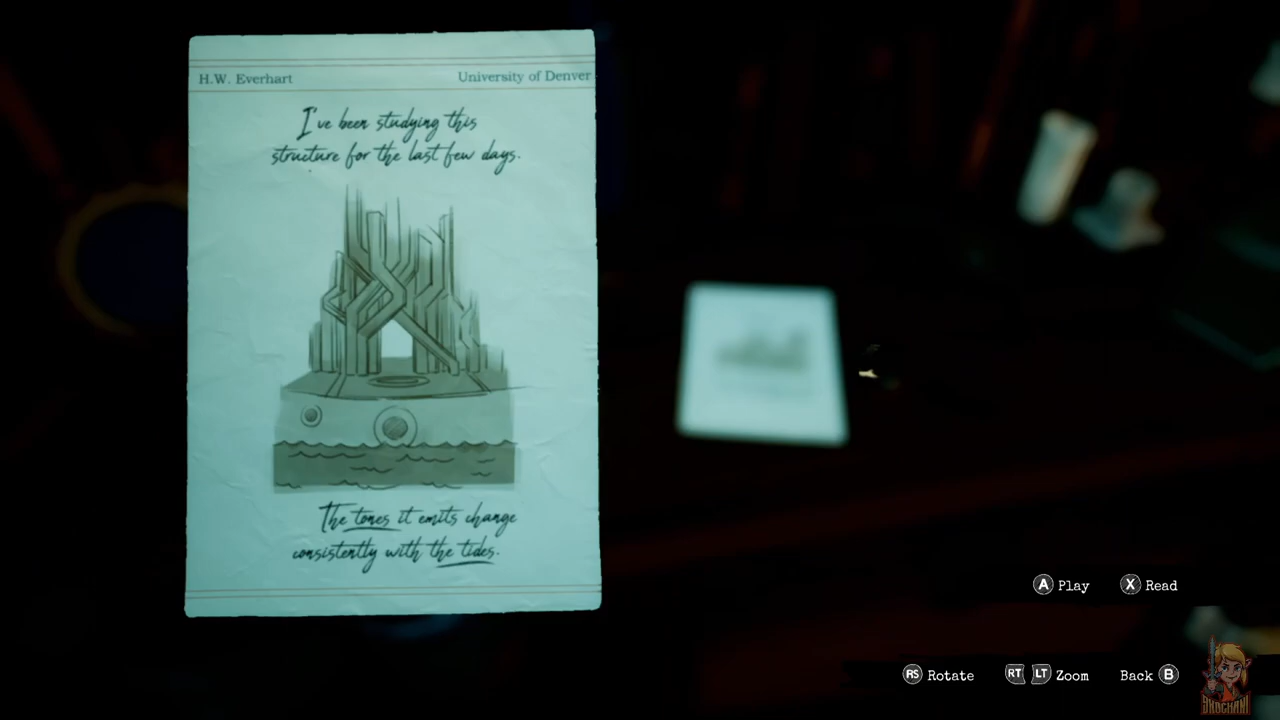 H.W. Everhart
University of Denver
I've been studying this
structure for the last few days.
The tones it emits change
consistently with the tides.
A Play
X Read
RS Rotate
RT LT Zoom
Back B